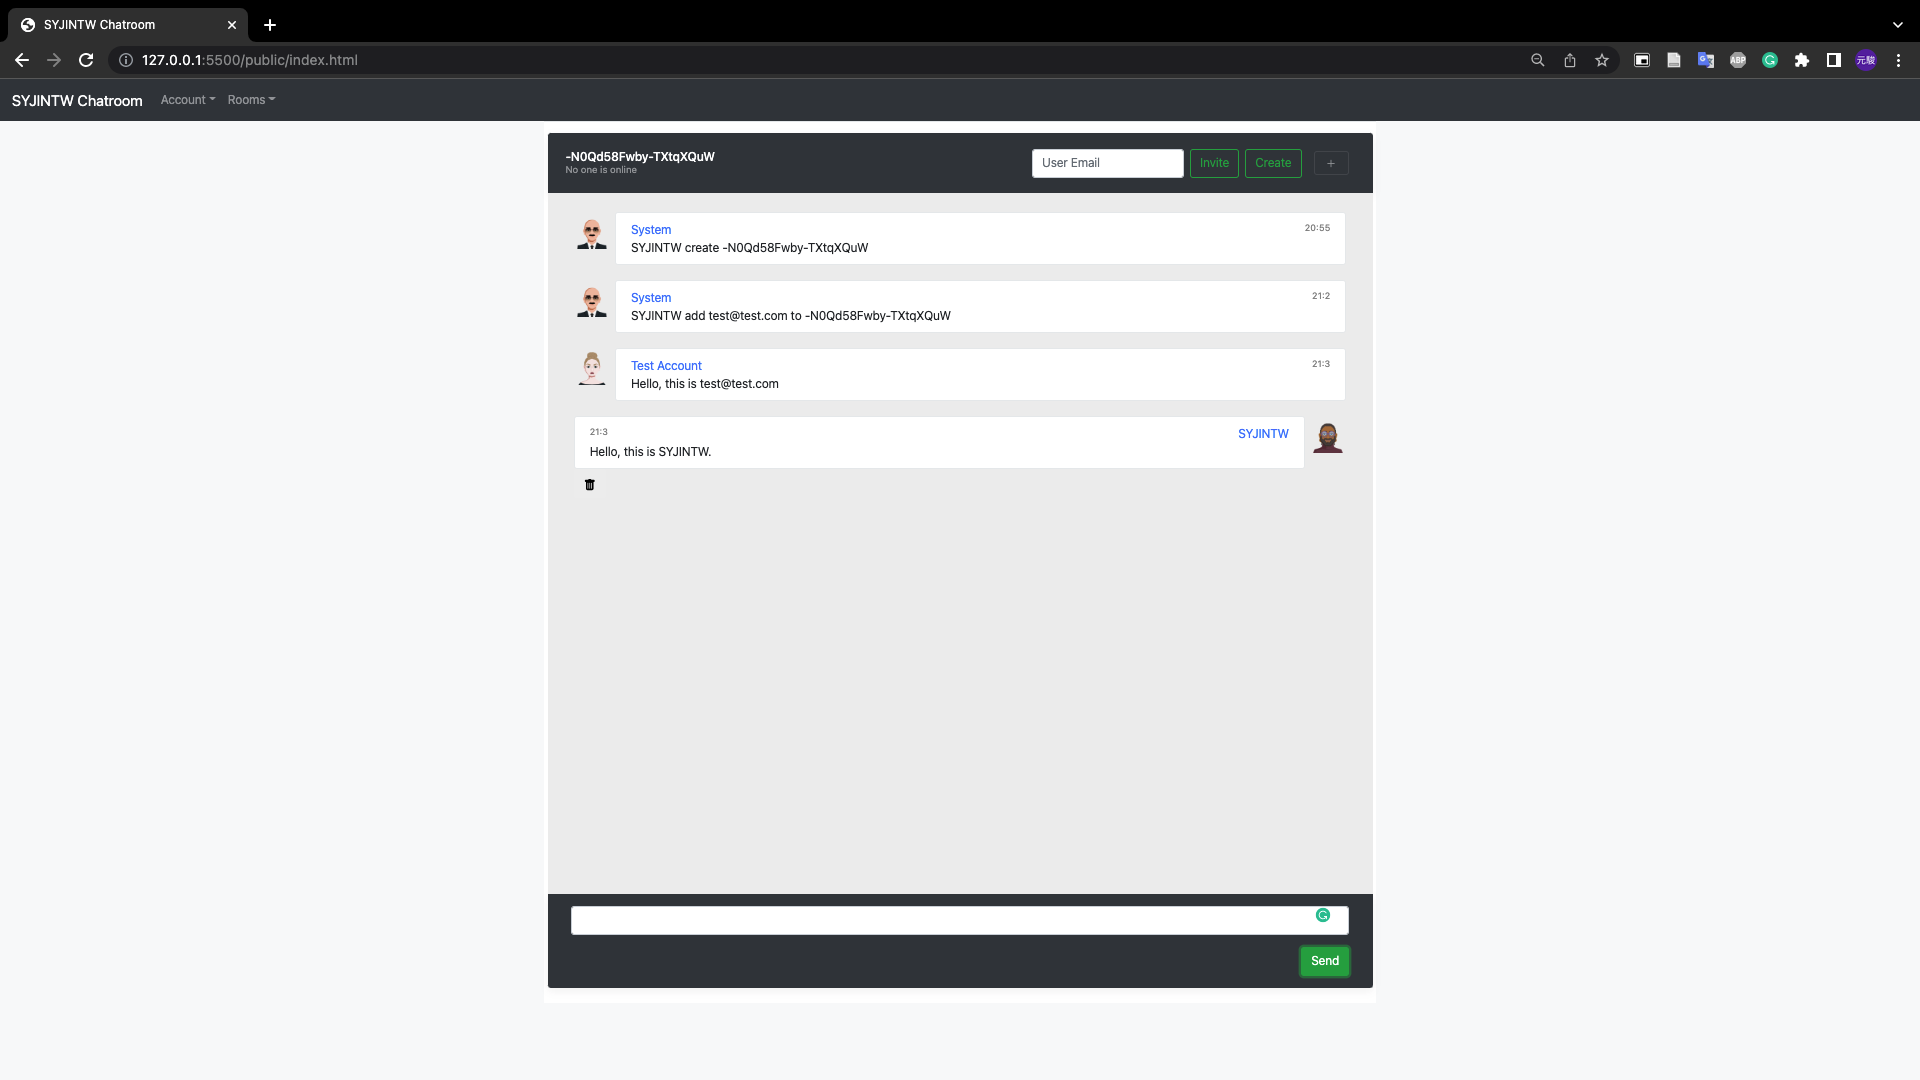 SYJINTW Chatroom
127.0.0.1:5500/public/index.html
ABP
元駿
SYJINTW Chatroom Account Rooms
-N0Qd58Fwby-TXtqXQuW
No one is online
User Email Invite Create +
System 20:55
SYJINTW create -N0Qd58Fwby-TXtqXQuW
System 21:2
SYJINTW add test@test.com to -N0Qd58Fwby-TXtqXQuW
Test Account 21:3
Hello, this is test@test.com
21:3 SYJINTW
Hello, this is SYJINTW.
Send